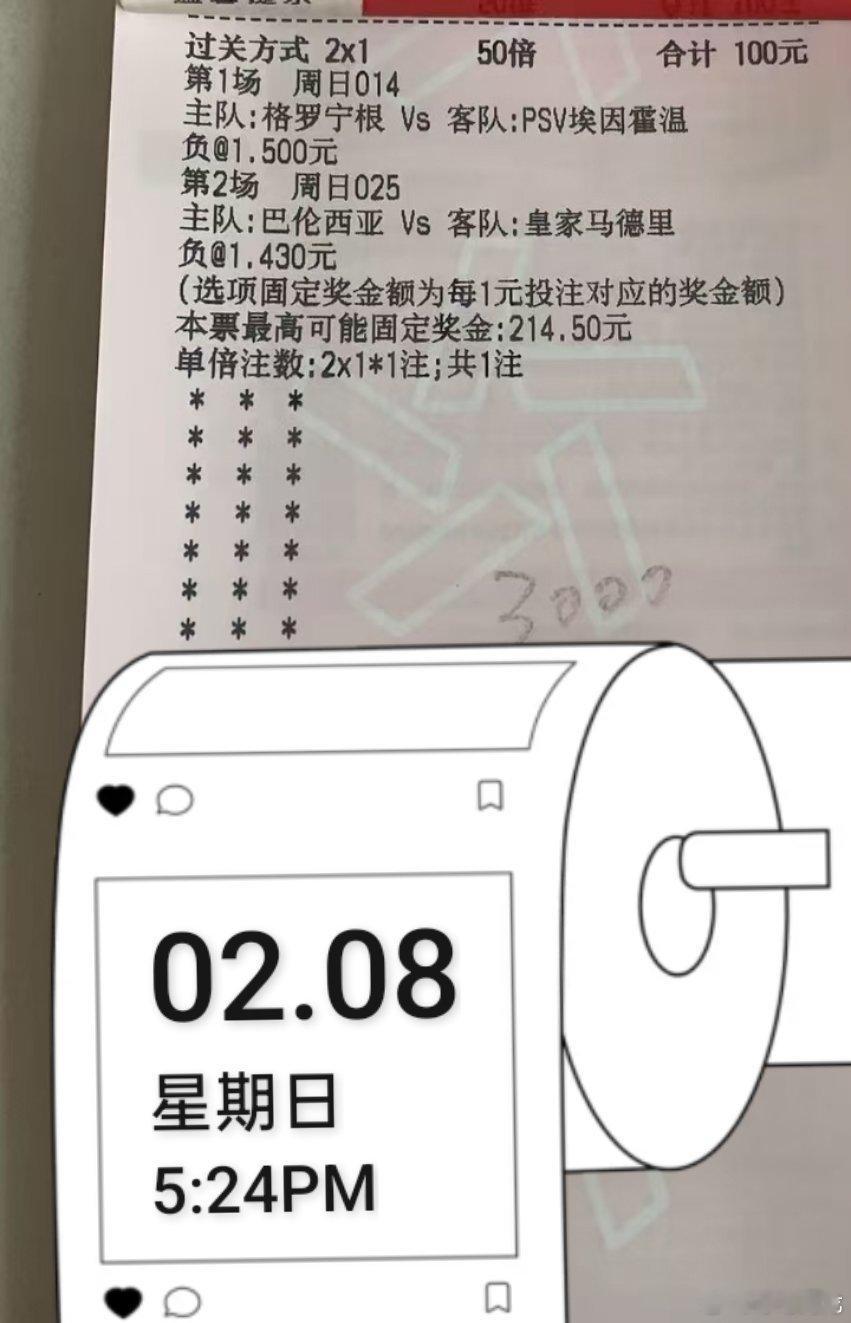 过关方式 2x1 50倍 合计 100元
第1场 周日014
主队:格罗宁根 Vs 客队:PSV埃因霍温
负@1.500元
第2场 周日025
主队:巴伦西亚 Vs 客队:皇家马德里
负@1.430元
(选项固定奖金额为每1元投注对应的奖金额)
本票最高可能固定奖金:214.50元
单倍注数:2x1*1注;共1注
* * *
* * *
* * *
* * *
* * *
* * *
* * *
3000
02.08
星期日
5:24PM